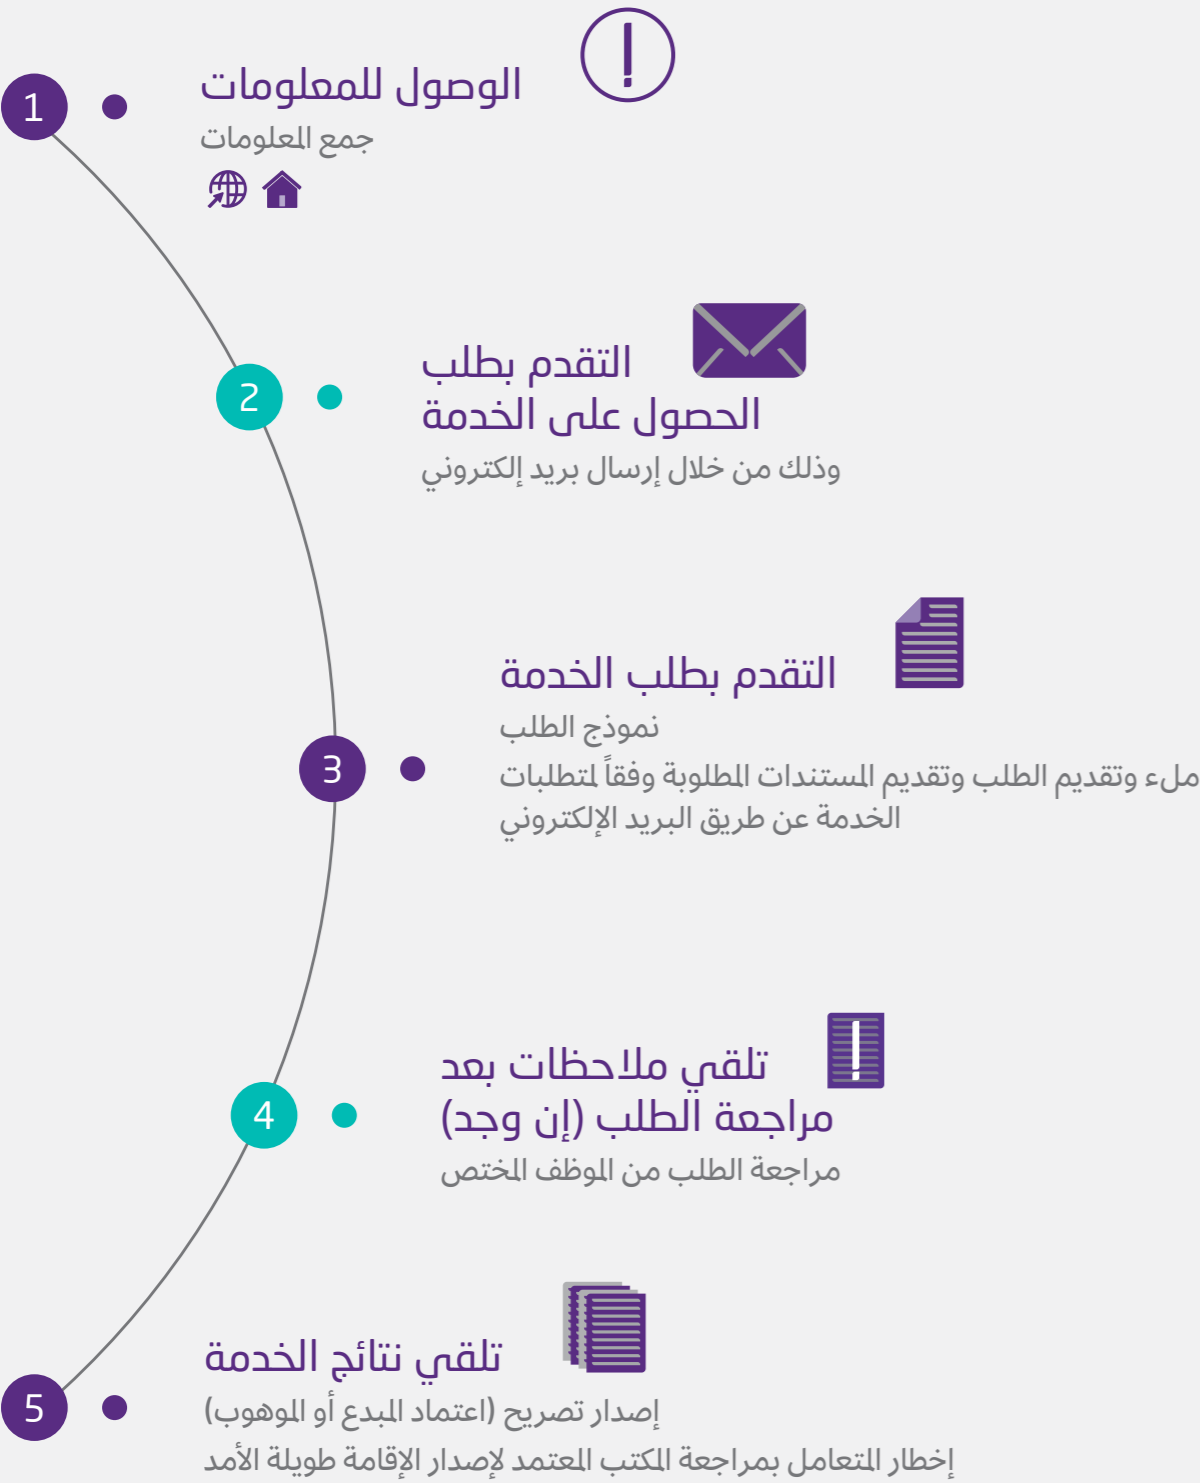 1
الوصول للمعلومات
جمع المعلومات
2
التقدم بطلب
الحصول على الخدمة
وذلك من خلال إرسال بريد إلكتروني
3
التقدم بطلب الخدمة
نموذج الطلب
ملء وتقديم الطلب وتقديم المستندات المطلوبة وفقاً لمتطلبات
الخدمة عن طريق البريد الإلكتروني
4
تلقي ملاحظات بعد
مراجعة الطلب (إن وجد)
مراجعة الطلب من الموظف المختص
5
تلقي نتائج الخدمة
إصدار تصريح (اعتماد المبدع أو الموهوب)
إخطار المتعامل بمراجعة المكتب المعتمد لإصدار الإقامة طويلة الأمد